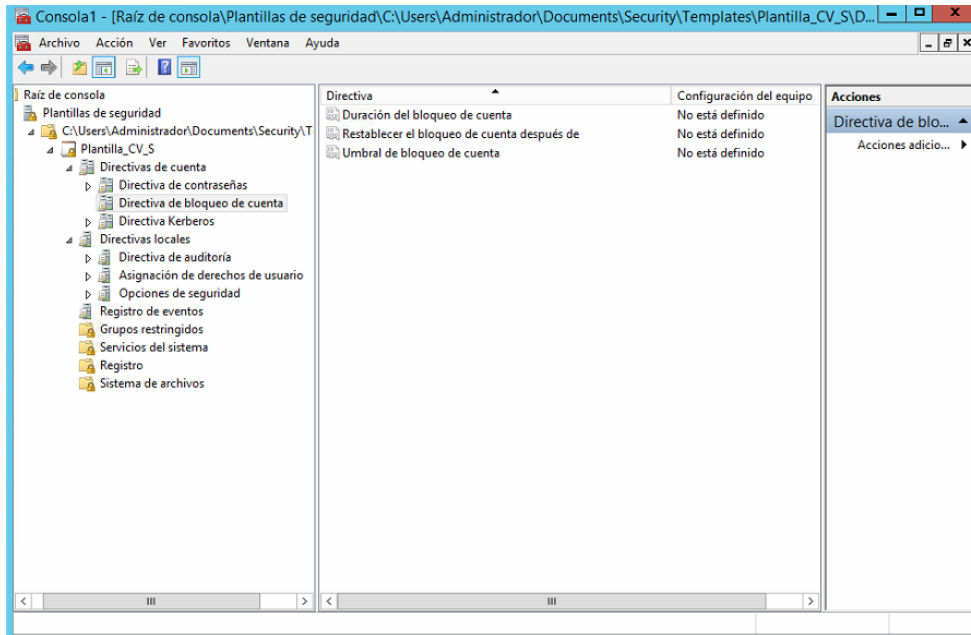 Consola1 - [Raíz de consola\Plantillas de seguridad\C:\Users\Administrador\Documents\Security\Templates\Plantilla_CV_S\D...
Archivo Acción Ver Favoritos Ventana Ayuda
Raíz de consola
Plantillas de seguridad
C:\Users\Administrador\Documents\Security\T
Plantilla_CV_S
Directivas de cuenta
Directiva de contraseñas
Directiva de bloqueo de cuenta
Directiva Kerberos
Directivas locales
Directiva de auditoría
Asignación de derechos de usuario
Opciones de seguridad
Registro de eventos
Grupos restringidos
Servicios del sistema
Registro
Sistema de archivos
Directiva Configuración del equipo
Duración del bloqueo de cuenta No está definido
Restablecer el bloqueo de cuenta después de No está definido
Umbral de bloqueo de cuenta No está definido
Acciones
Directiva de blo...
Acciones adicio...